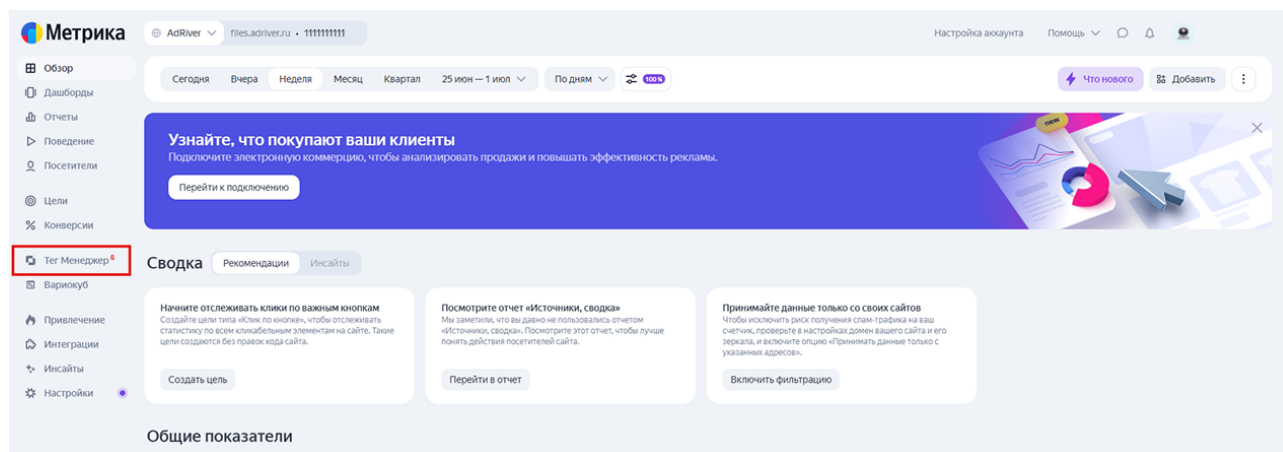 Метрика
AdRiver
files.adriver.ru • 1111111111
Настройка аккаунта
Помощь
Обзор
Дашборды
Отчеты
Поведение
Посетители
Цели
Конверсии
Тег Менеджер β
Вариокуб
Привлечение
Интеграции
Инсайты
Настройки
Сегодня Вчера Неделя Месяц Квартал 25 июн — 1 июл По дням 100%
Что нового
Добавить
Узнайте, что покупают ваши клиенты
Подключите электронную коммерцию, чтобы анализировать продажи и повышать эффективность рекламы.
Перейти к подключению
new
Сводка
Рекомендации
Инсайты
Начните отслеживать клики по важным кнопкам
Создайте цели типа «Клик по кнопке», чтобы отслеживать
статистику по всем кликабельным элементам на сайте. Такие
цели создаются без правок кода сайта.
Создать цель
Посмотрите отчет «Источники, сводка»
Мы заметили, что вы давно не пользовались отчетом
«Источники, сводка». Посмотрите этот отчет, чтобы лучше
понять действия посетителей сайта.
Перейти в отчет
Принимайте данные только со своих сайтов
Чтобы исключить риск получения спам-трафика на ваш
счетчик, проверьте в настройках домен вашего сайта и его
зеркала, и включите опцию «Принимать данные только с
указанных адресов».
Включить фильтрацию
Общие показатели